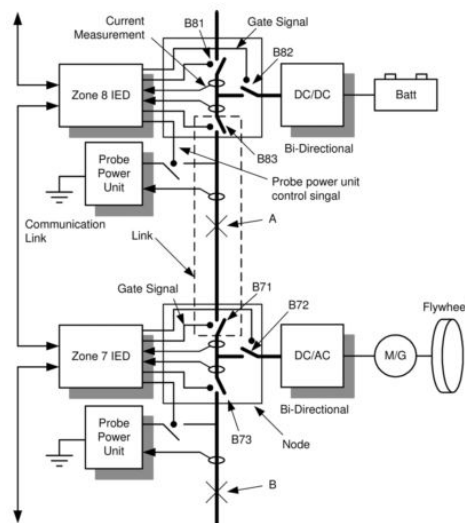 B81
Gate Signal
Current
Measurement
B82
Zone 8 IED
DC/DC
Batt
Bi-Directional
B83
Probe
Power
Unit
Probe power unit
control singal
A
Communication
Link
Link
B71
Gate Signal
B72
Flywhee
Zone 7 IED
DC/AC
M/G
Bi-Directional
Probe
Power
Unit
B73
Node
B